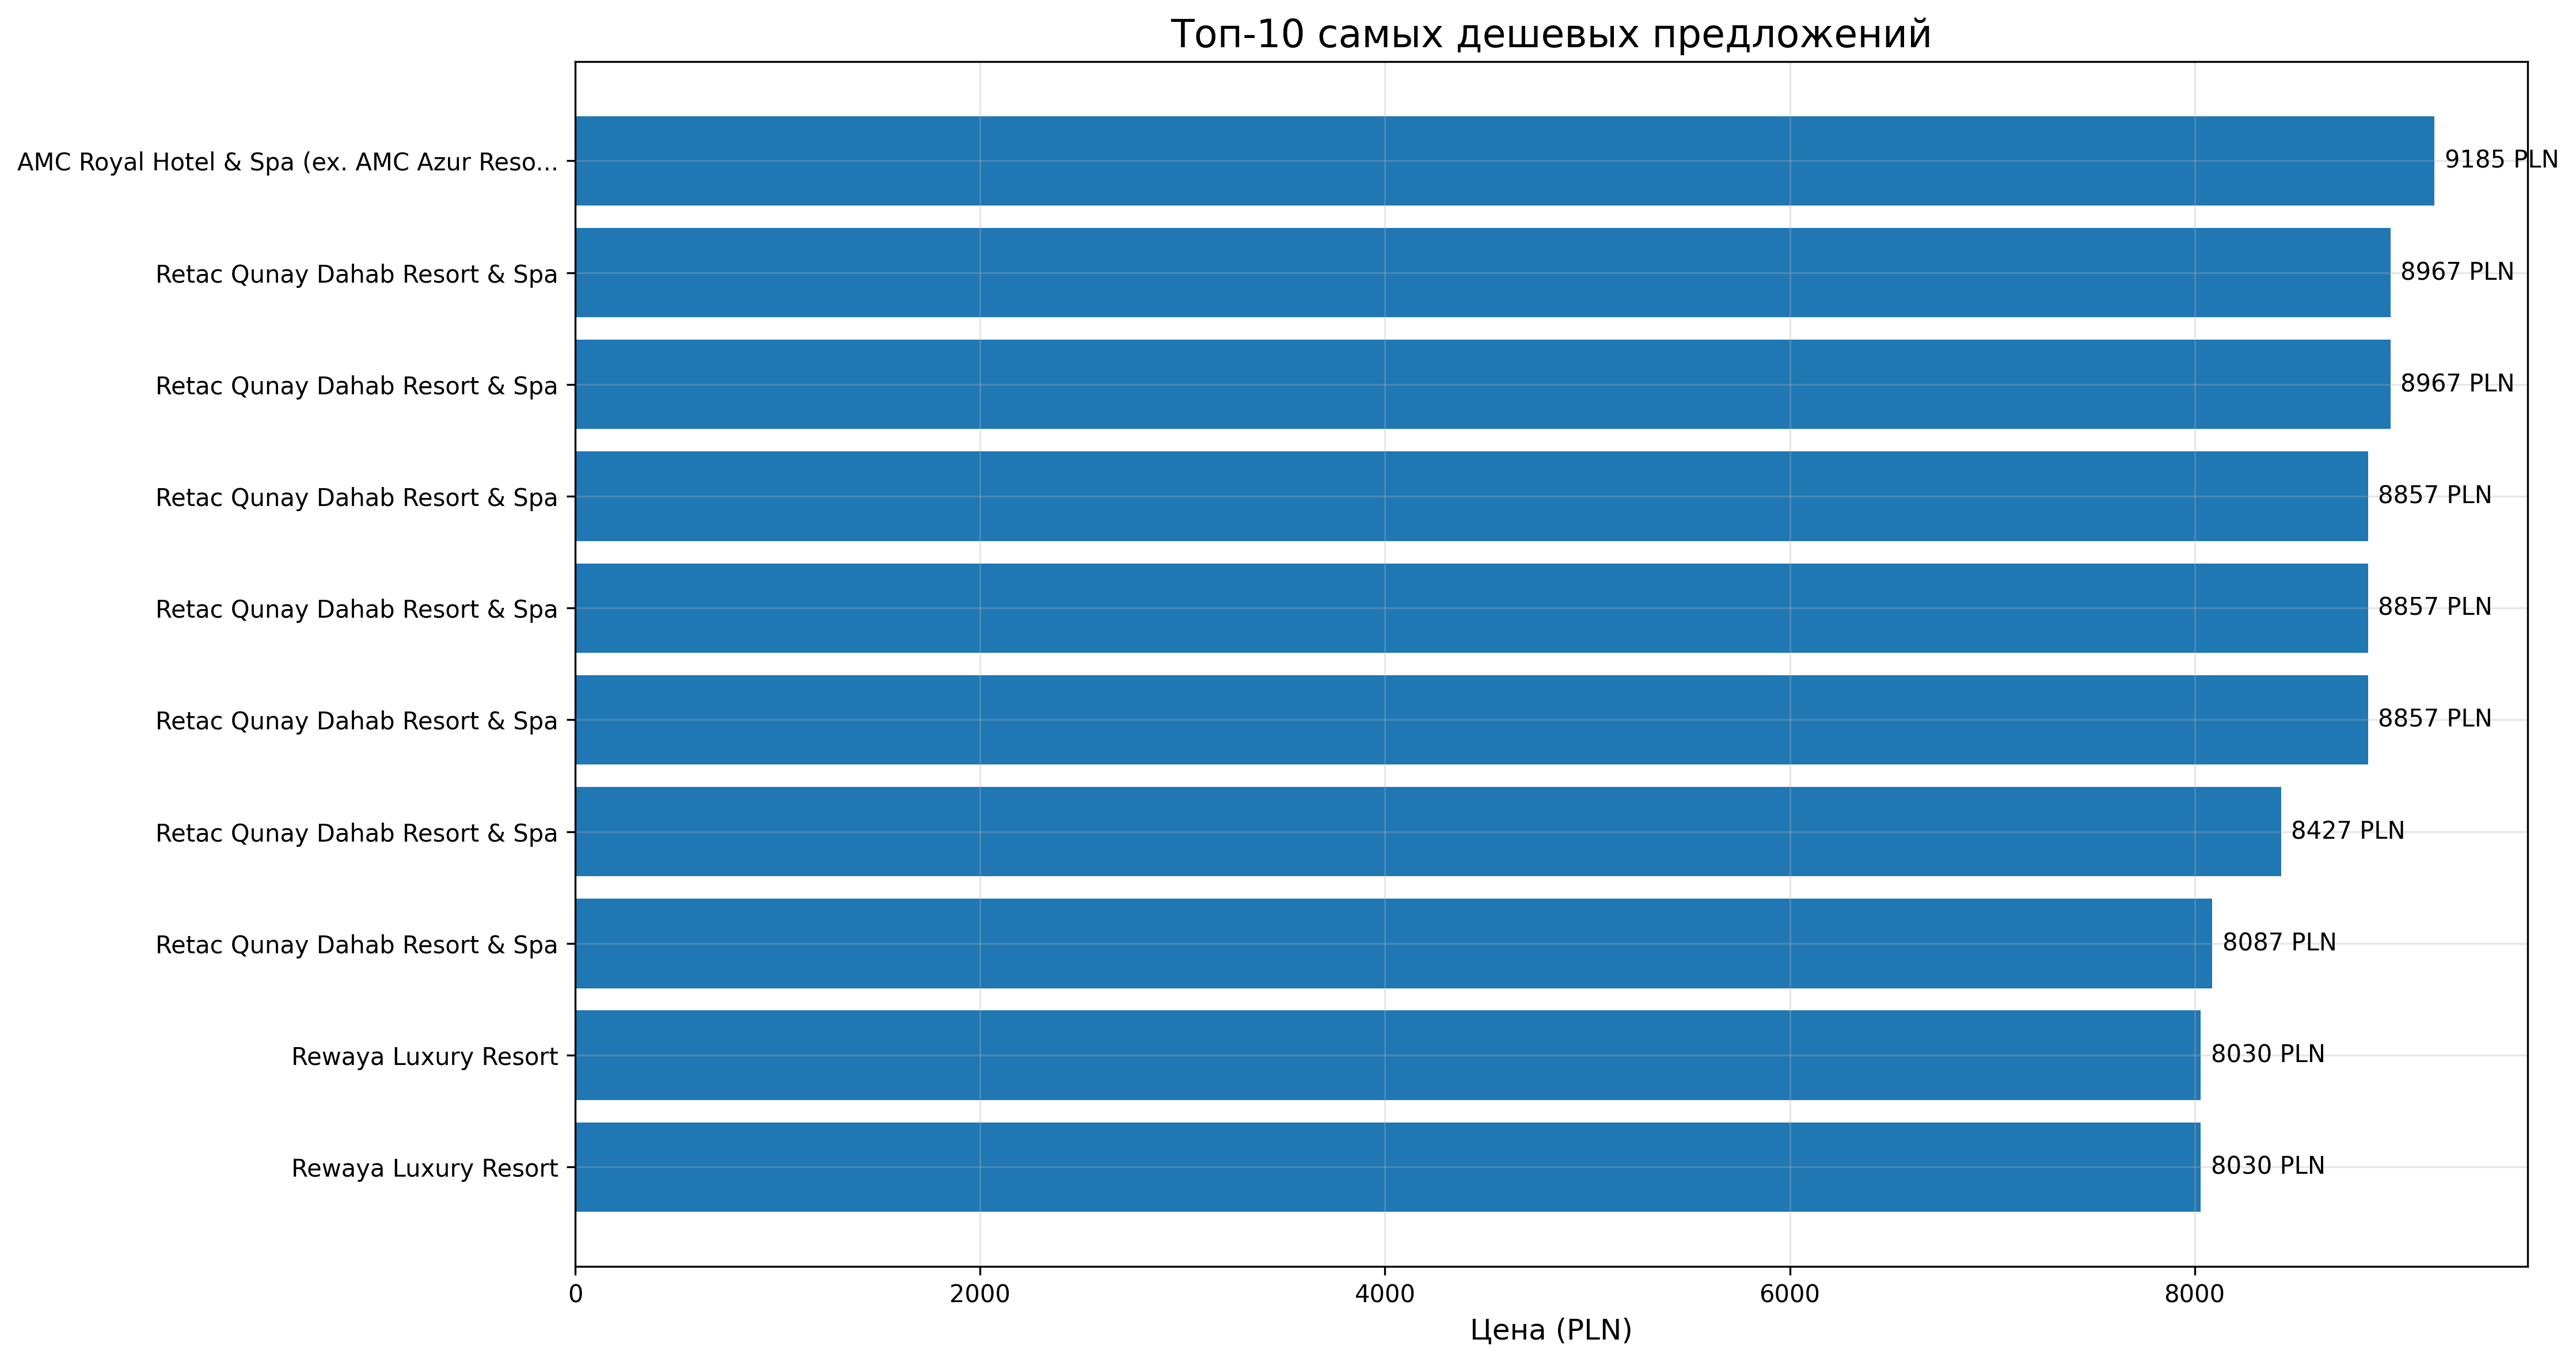 Топ-10 самых дешевых предложений
AMC Royal Hotel & Spa (ex. AMC Azur Reso...
9185 PLN
Retac Qunay Dahab Resort & Spa
8967 PLN
Retac Qunay Dahab Resort & Spa
8967 PLN
Retac Qunay Dahab Resort & Spa
8857 PLN
Retac Qunay Dahab Resort & Spa
8857 PLN
Retac Qunay Dahab Resort & Spa
8857 PLN
Retac Qunay Dahab Resort & Spa
8427 PLN
Retac Qunay Dahab Resort & Spa
8087 PLN
Rewaya Luxury Resort
8030 PLN
Rewaya Luxury Resort
8030 PLN
0 2000 4000 6000 8000
Цена (PLN)